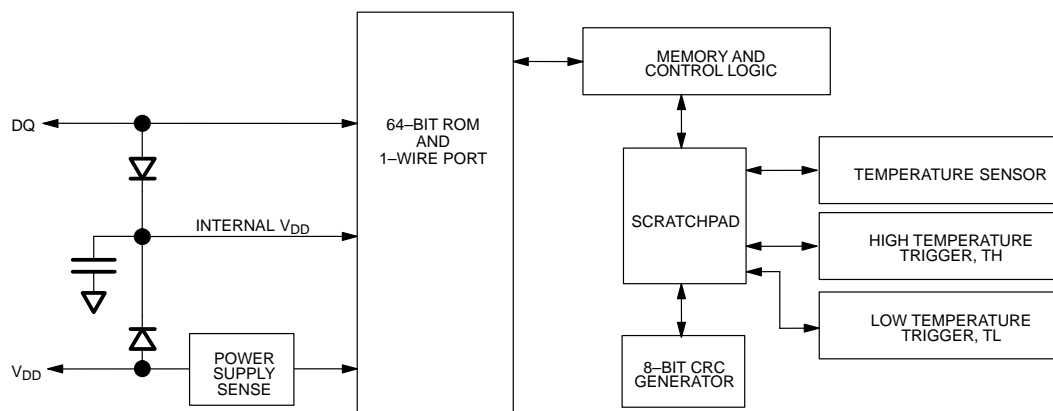 DQ
INTERNAL VDD
VDD
POWER
SUPPLY
SENSE
64–BIT ROM
AND
1–WIRE PORT
MEMORY AND
CONTROL LOGIC
SCRATCHPAD
8–BIT CRC
GENERATOR
TEMPERATURE SENSOR
HIGH TEMPERATURE
TRIGGER, TH
LOW TEMPERATURE
TRIGGER, TL